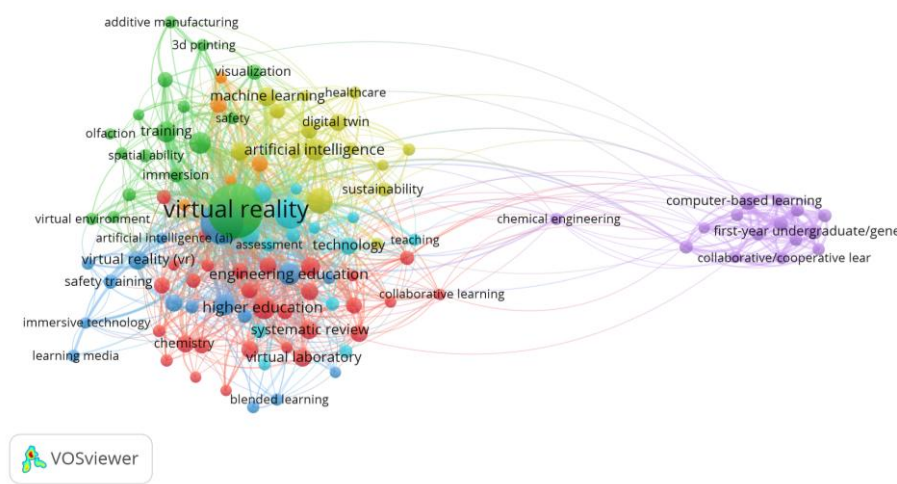 additive manufacturing
3d printing
visualization
machine learning
healthcare
safety
digital twin
olfaction
training
artificial intelligence
spatial ability
immersion
sustainability
virtual reality
computer-based learning
virtual environment
chemical engineering
first-year undergraduate/gene
artificial intelligence (ai)
assessment
technology
teaching
virtual reality (vr)
collaborative/cooperative lear
engineering education
safety training
collaborative learning
higher education
immersive technology
systematic review
chemistry
learning media
virtual laboratory
blended learning
VOSviewer